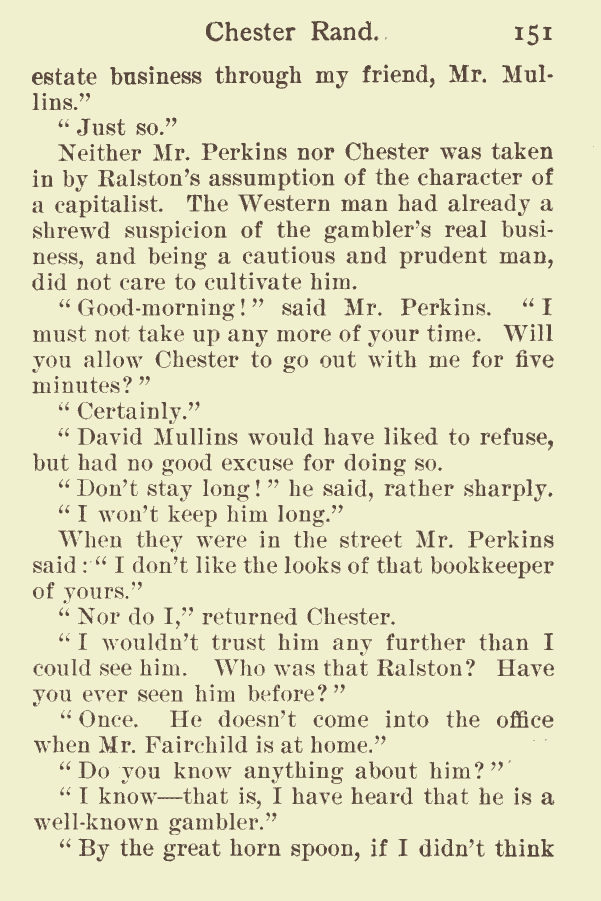 Chester Rand. 151
estate business through my friend, Mr. Mul-
lins.”
“ Just so.”
Neither Mr. Perkins nor Chester was taken
in by Ralston’s assumption of the character of
a capitalist. The Western man had already a
shrewd suspicion of the gambler’s real busi-
ness, and being a cautious and prudent man,
did not care to cultivate him.
“ Good-morning! ” said Mr. Perkins. “ I
must not take up any more of your time. Will
you allow Chester to go out with me for five
minutes? ”
“ Certainly.”
“ David Mullins would have liked to refuse,
but had no good excuse for doing so.
“ Don’t stay long! ” he said, rather sharply.
“ I won’t keep him long.”
When they were in the street Mr. Perkins
said: “ I don’t like the looks of that bookkeeper
of yours.”
“ Nor do I,” returned Chester.
“ I wouldn’t trust him any further than I
could see him. Who was that Ralston? Have
you ever seen him before? ”
“ Once. He doesn’t come into the office
when Mr. Fairchild is at home.”
“ Do you know anything about him? ”
“ I know—that is, I have heard that he is a
well-known gambler.”
“ By the great horn spoon, if I didn’t think